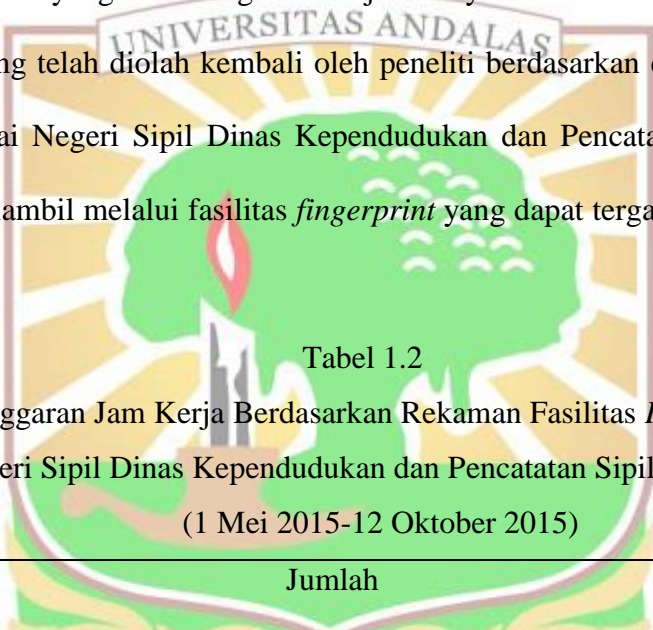 UNIVERSITAS ANDALAS
ng telah diolah kembali oleh peneliti berdasarkan
ai Negeri Sipil Dinas Kependudukan dan Pencata
ambil melalui fasilitas fingerprint yang dapat terga
Tabel 1.2
ggaran Jam Kerja Berdasarkan Rekaman Fasilitas
eri Sipil Dinas Kependudukan dan Pencatatan Sipil
(1 Mei 2015-12 Oktober 2015)
Jumlah